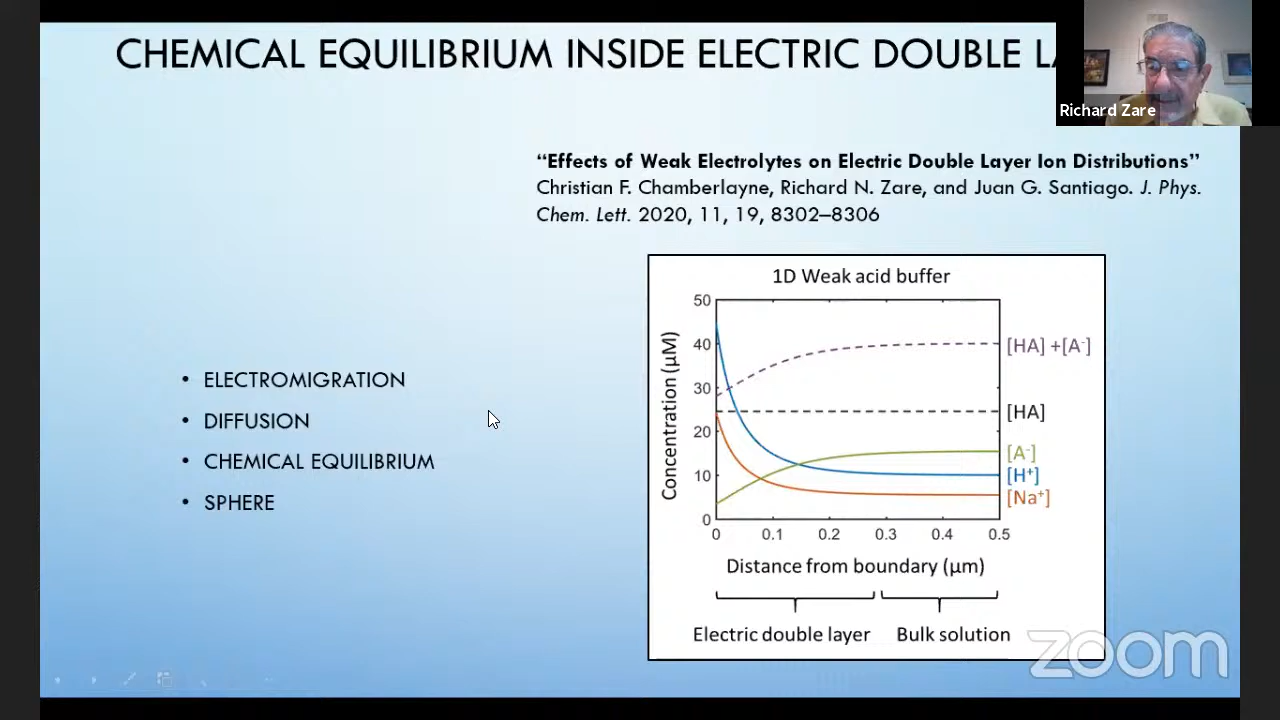 CHEMICAL EQUILIBRIUM INSIDE ELECTRIC DOUBLE
Richard Zare
“Effects of Weak Electrolytes on Electric Double Layer Ion Distributions”
Christian F. Chamberlayne, Richard N. Zare, and Juan G. Santiago. J. Phys.
Chem. Lett. 2020, 11, 19, 8302–8306
• ELECTROMIGRATION
• DIFFUSION
• CHEMICAL EQUILIBRIUM
• SPHERE
1D Weak acid buffer
Concentration (µM)
50
40
30
20
10
0
[HA] +[A⁻]
[HA]
[A⁻]
[H⁺]
[Na⁺]
0 0.1 0.2 0.3 0.4 0.5
Distance from boundary (µm)
Electric double layer Bulk solution
zoom